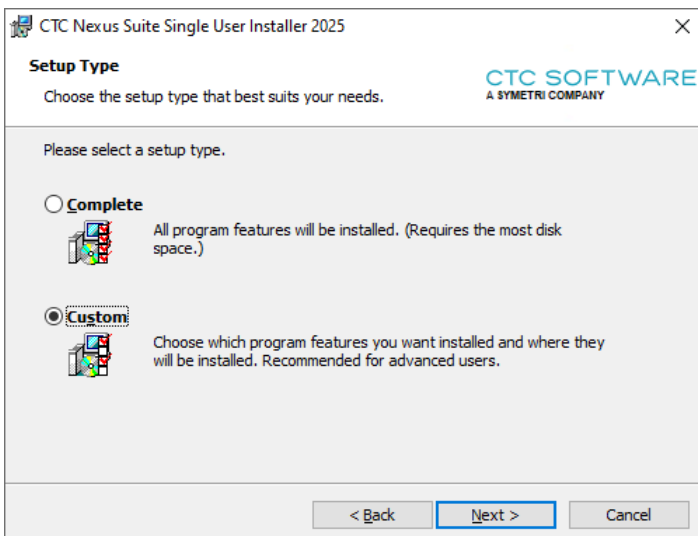 CTC Nexus Suite Single User Installer 2025
Setup Type
Choose the setup type that best suits your needs.
CTC SOFTWARE
A SYMETRI COMPANY
Please select a setup type.
Complete
All program features will be installed. (Requires the most disk
space.)
Custom
Choose which program features you want installed and where they
will be installed. Recommended for advanced users.
< Back
Next >
Cancel